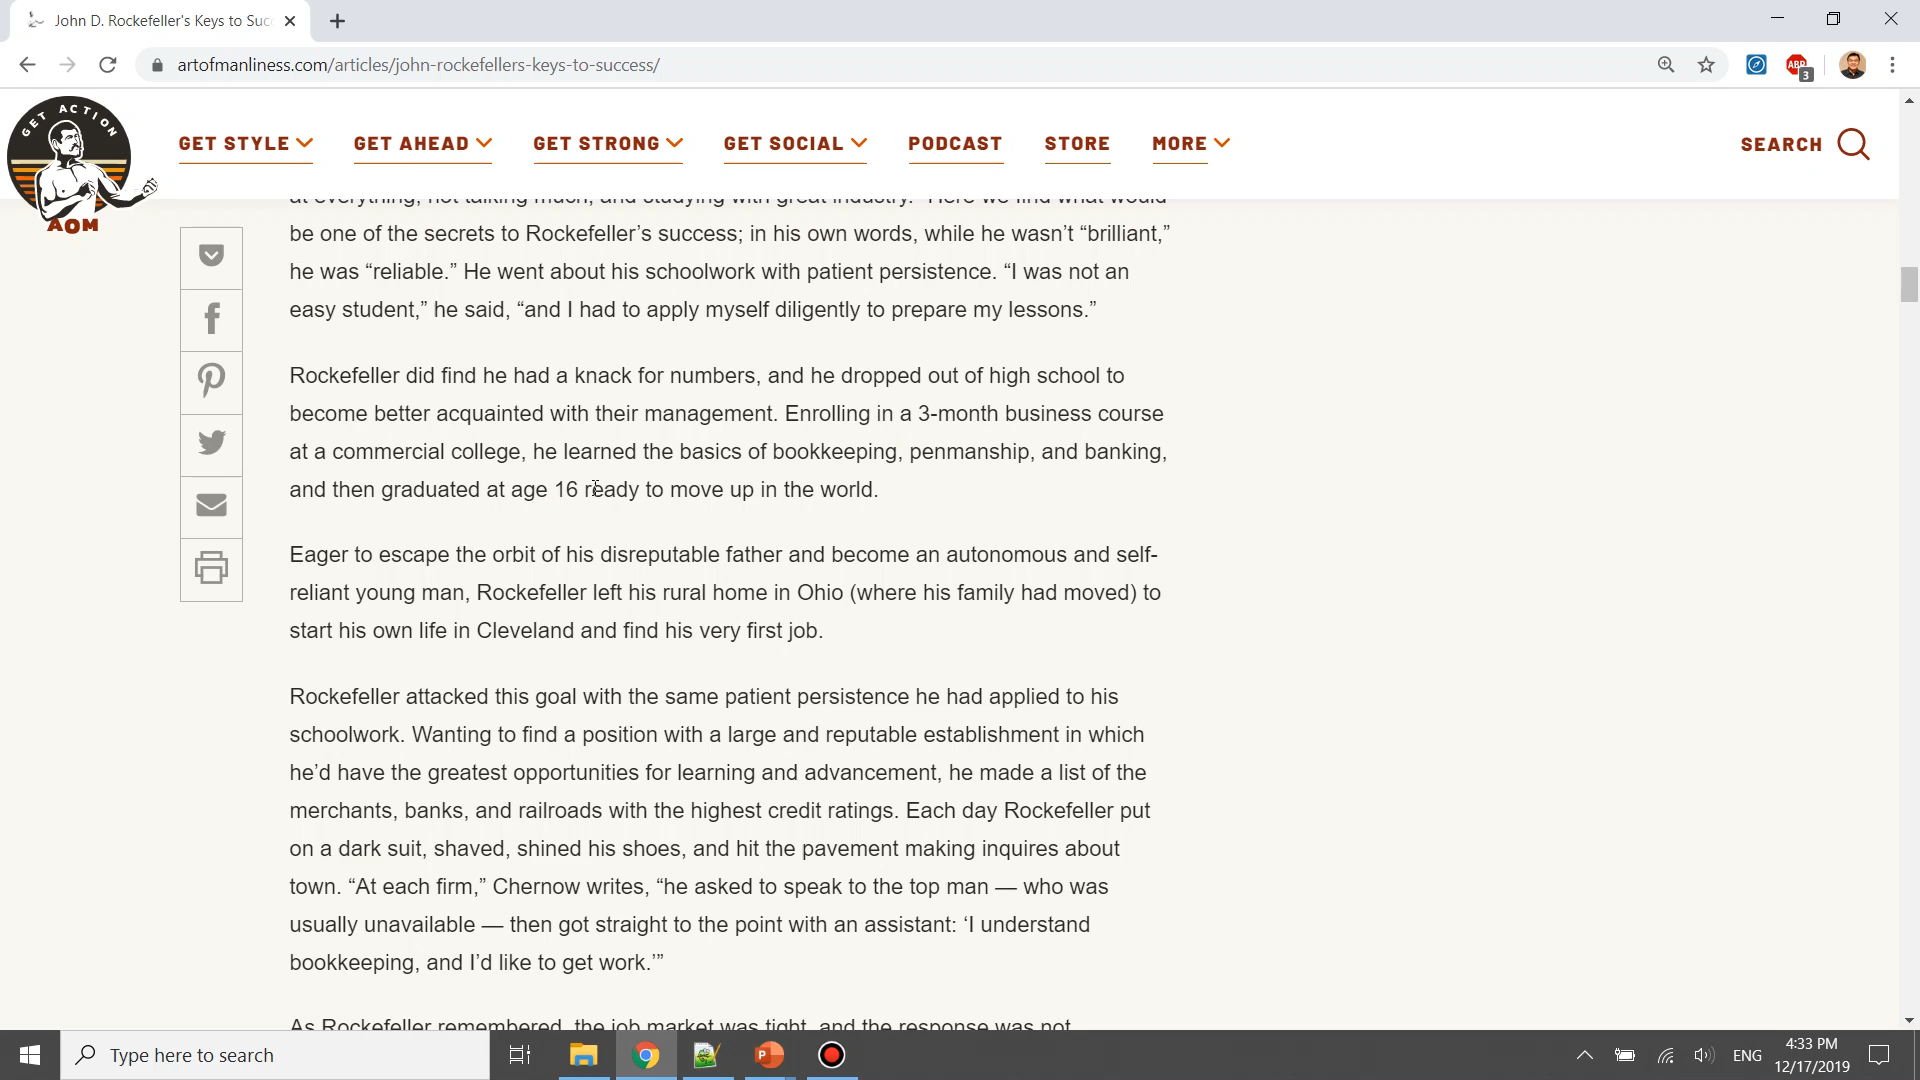 John D. Rockefeller's Keys to Succ
artofmanliness.com/articles/john-rockefellers-keys-to-success/
ABP
3
GET ACTION
AOM
GET STYLE
GET AHEAD
GET STRONG
GET SOCIAL
PODCAST
STORE
MORE
SEARCH
at everything, not talking much, and studying with great industry.” Here we find what would
be one of the secrets to Rockefeller’s success; in his own words, while he wasn’t “brilliant,”
he was “reliable.” He went about his schoolwork with patient persistence. “I was not an
easy student,” he said, “and I had to apply myself diligently to prepare my lessons.”
Rockefeller did find he had a knack for numbers, and he dropped out of high school to
become better acquainted with their management. Enrolling in a 3-month business course
at a commercial college, he learned the basics of bookkeeping, penmanship, and banking,
and then graduated at age 16 ready to move up in the world.
Eager to escape the orbit of his disreputable father and become an autonomous and self-
reliant young man, Rockefeller left his rural home in Ohio (where his family had moved) to
start his own life in Cleveland and find his very first job.
Rockefeller attacked this goal with the same patient persistence he had applied to his
schoolwork. Wanting to find a position with a large and reputable establishment in which
he’d have the greatest opportunities for learning and advancement, he made a list of the
merchants, banks, and railroads with the highest credit ratings. Each day Rockefeller put
on a dark suit, shaved, shined his shoes, and hit the pavement making inquires about
town. “At each firm,” Chernow writes, “he asked to speak to the top man — who was
usually unavailable — then got straight to the point with an assistant: ‘I understand
bookkeeping, and I’d like to get work.’”
As Rockefeller remembered, the job market was tight, and the response was not
Type here to search
ENG
4:33 PM
12/17/2019